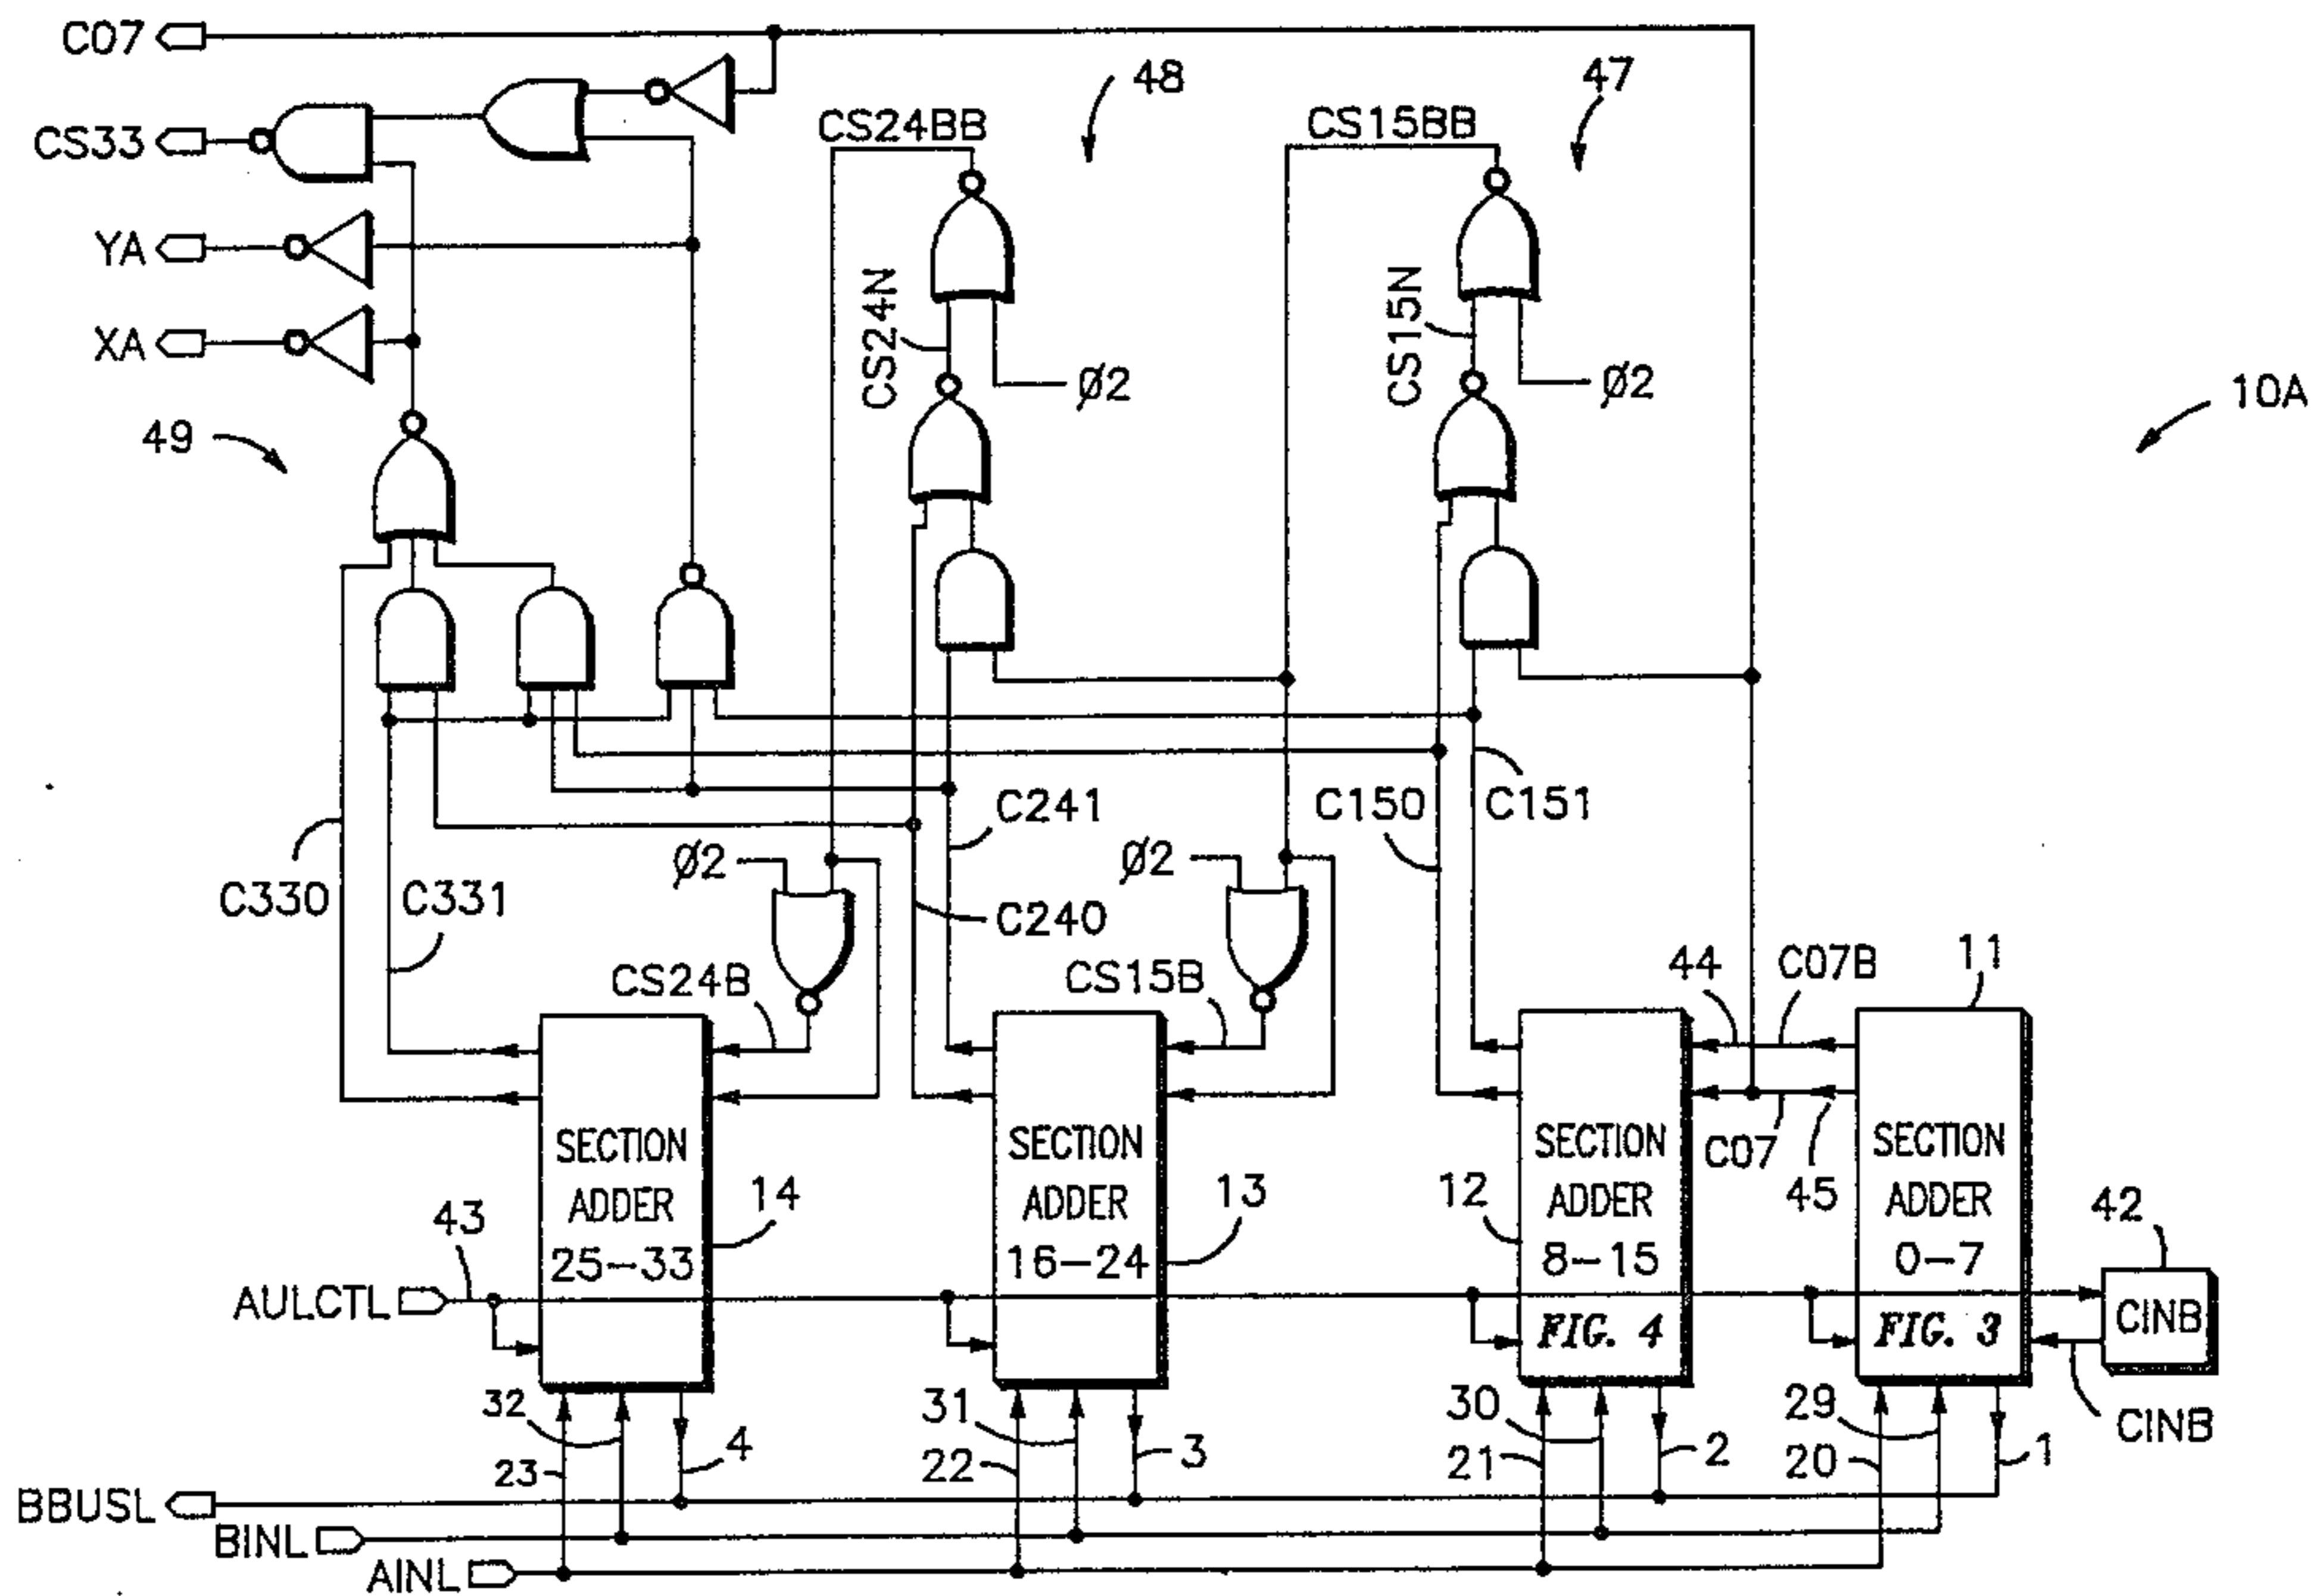 C07
48
47
CS24BB
CS15BB
CS33
YA
CS24N
CS15N
XA
Ø2
Ø2
10A
49
C241
C150
C151
Ø2
Ø2
C330
C331
C240
CS24B
CS15B
44
C07B
11
C07
45
SECTION
ADDER
25-33
14
SECTION
ADDER
16-24
13
12
SECTION
ADDER
8-15
FIG. 4
SECTION
ADDER
0-7
FIG. 3
42
CINB
CINB
43
AULCTL
32
23
4
31
22
3
30
21
2
29
20
1
BBUSL
BINL
AINL